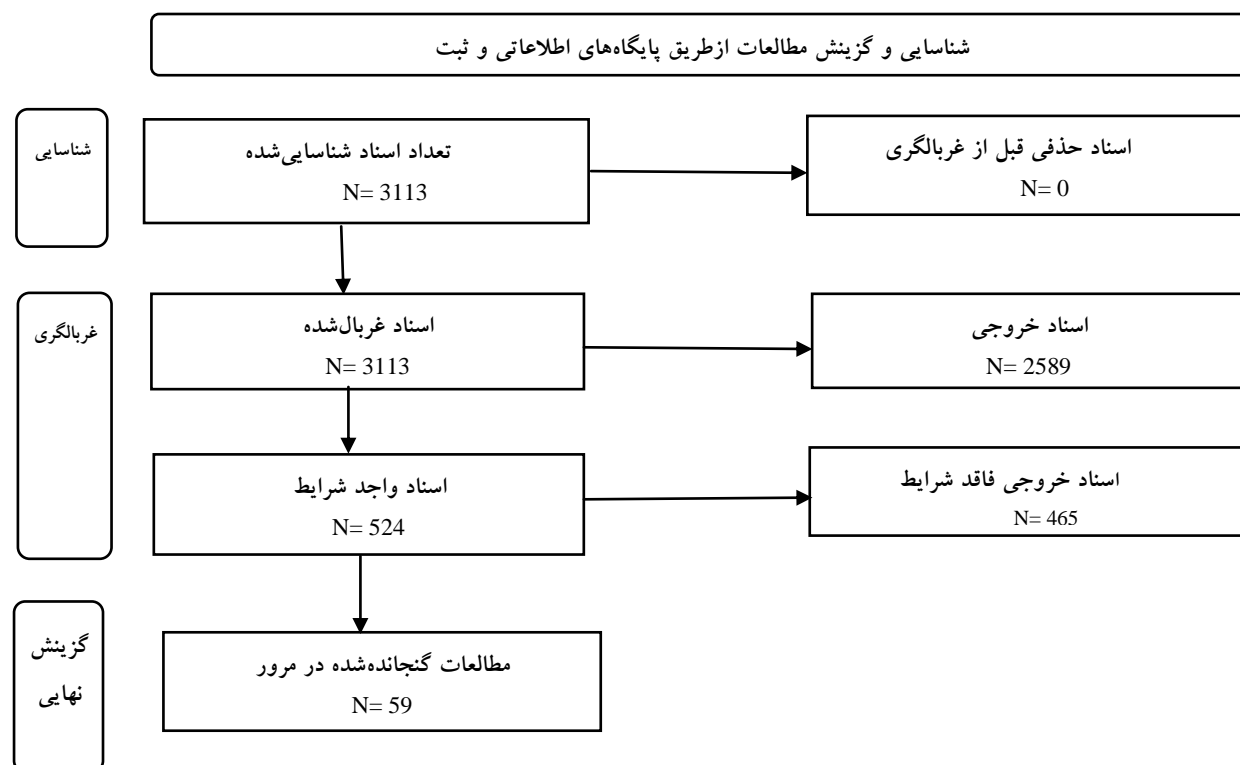 شناسایی و گزینش مطالعات ازطریق پایگاه‌های اطلاعاتی و ثبت
شناسایی
تعداد اسناد شناسایی‌شده
N= 3113
اسناد حذفی قبل از غربالگری
N= 0
غربالگری
اسناد غربال‌شده
N= 3113
اسناد خروجی
N= 2589
اسناد واجد شرایط
N= 524
اسناد خروجی فاقد شرایط
N= 465
گزینش
نهایی
مطالعات گنجانده‌شده در مرور
N= 59